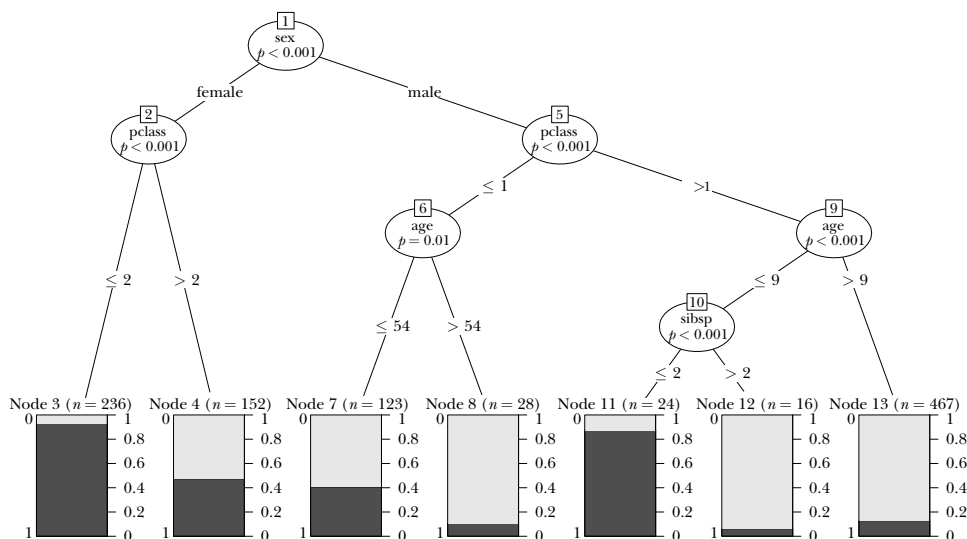 1
sex
p < 0.001
female
male
2
pclass
p < 0.001
5
pclass
p < 0.001
≤ 1
>1
6
age
p = 0.01
9
age
p < 0.001
≤ 2
> 2
≤ 9
> 9
10
sibsp
p < 0.001
≤ 54
> 54
≤ 2
> 2
Node 3 (n = 236)
Node 4 (n = 152)
Node 7 (n = 123)
Node 8 (n = 28)
Node 11 (n = 24)
Node 12 (n = 16)
Node 13 (n = 467)
0 1 0 1 0 1 0 1 0 1 0 1 0 1
0.8 0.8 0.8 0.8 0.8 0.8 0.8
0.6 0.6 0.6 0.6 0.6 0.6 0.6
0.4 0.4 0.4 0.4 0.4 0.4 0.4
0.2 0.2 0.2 0.2 0.2 0.2 0.2
1 0 1 0 1 0 1 0 1 0 1 0 1 0